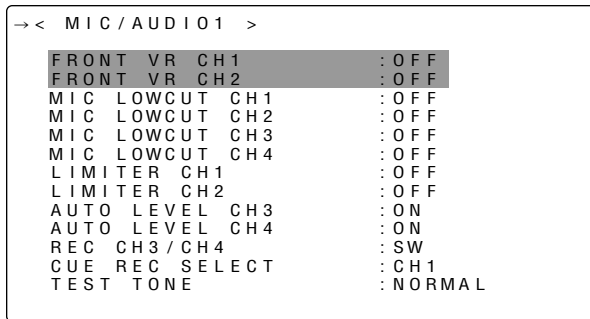 →< MIC/AUDIO1 >
FRONT VR CH1 :OFF
FRONT VR CH2 :OFF
MIC LOWCUT CH1 :OFF
MIC LOWCUT CH2 :OFF
MIC LOWCUT CH3 :OFF
MIC LOWCUT CH4 :OFF
LIMITER CH1 :OFF
LIMITER CH2 :OFF
AUTO LEVEL CH3 :ON
AUTO LEVEL CH4 :ON
REC CH3/CH4 :SW
CUE REC SELECT :CH1
TEST TONE :NORMAL